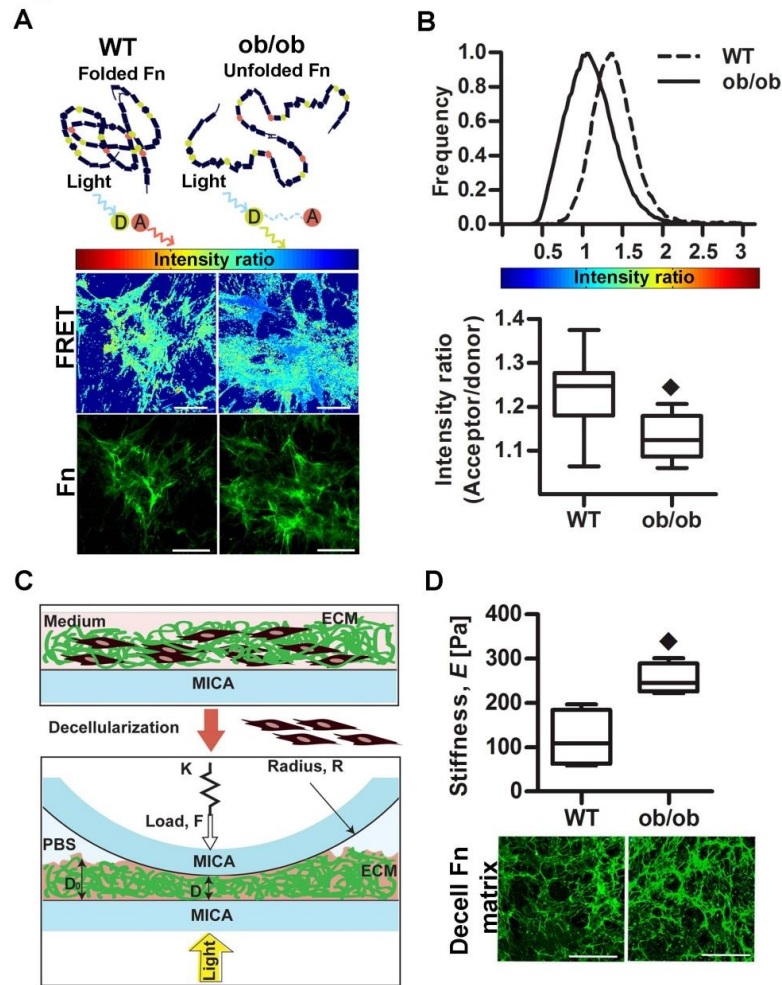 A
WT
ob/ob
Folded Fn
Unfolded Fn
Light
Light
D A
D A
Intensity ratio
FRET
Fn
B
WT
ob/ob
Frequency
1.0
0.8
0.6
0.4
0.2
0.0
0.5 1 1.5 2 2.5 3
Intensity ratio
Intensity ratio
(Acceptor/donor)
1.4
1.3
1.2
1.1
WT ob/ob
C
Medium
ECM
MICA
Decellularization
K
Radius, R
Load, F
PBS
MICA
ECM
D₀
D
MICA
Light
D
Stiffness, E [Pa]
400
300
200
100
0
WT ob/ob
Decell Fn
matrix